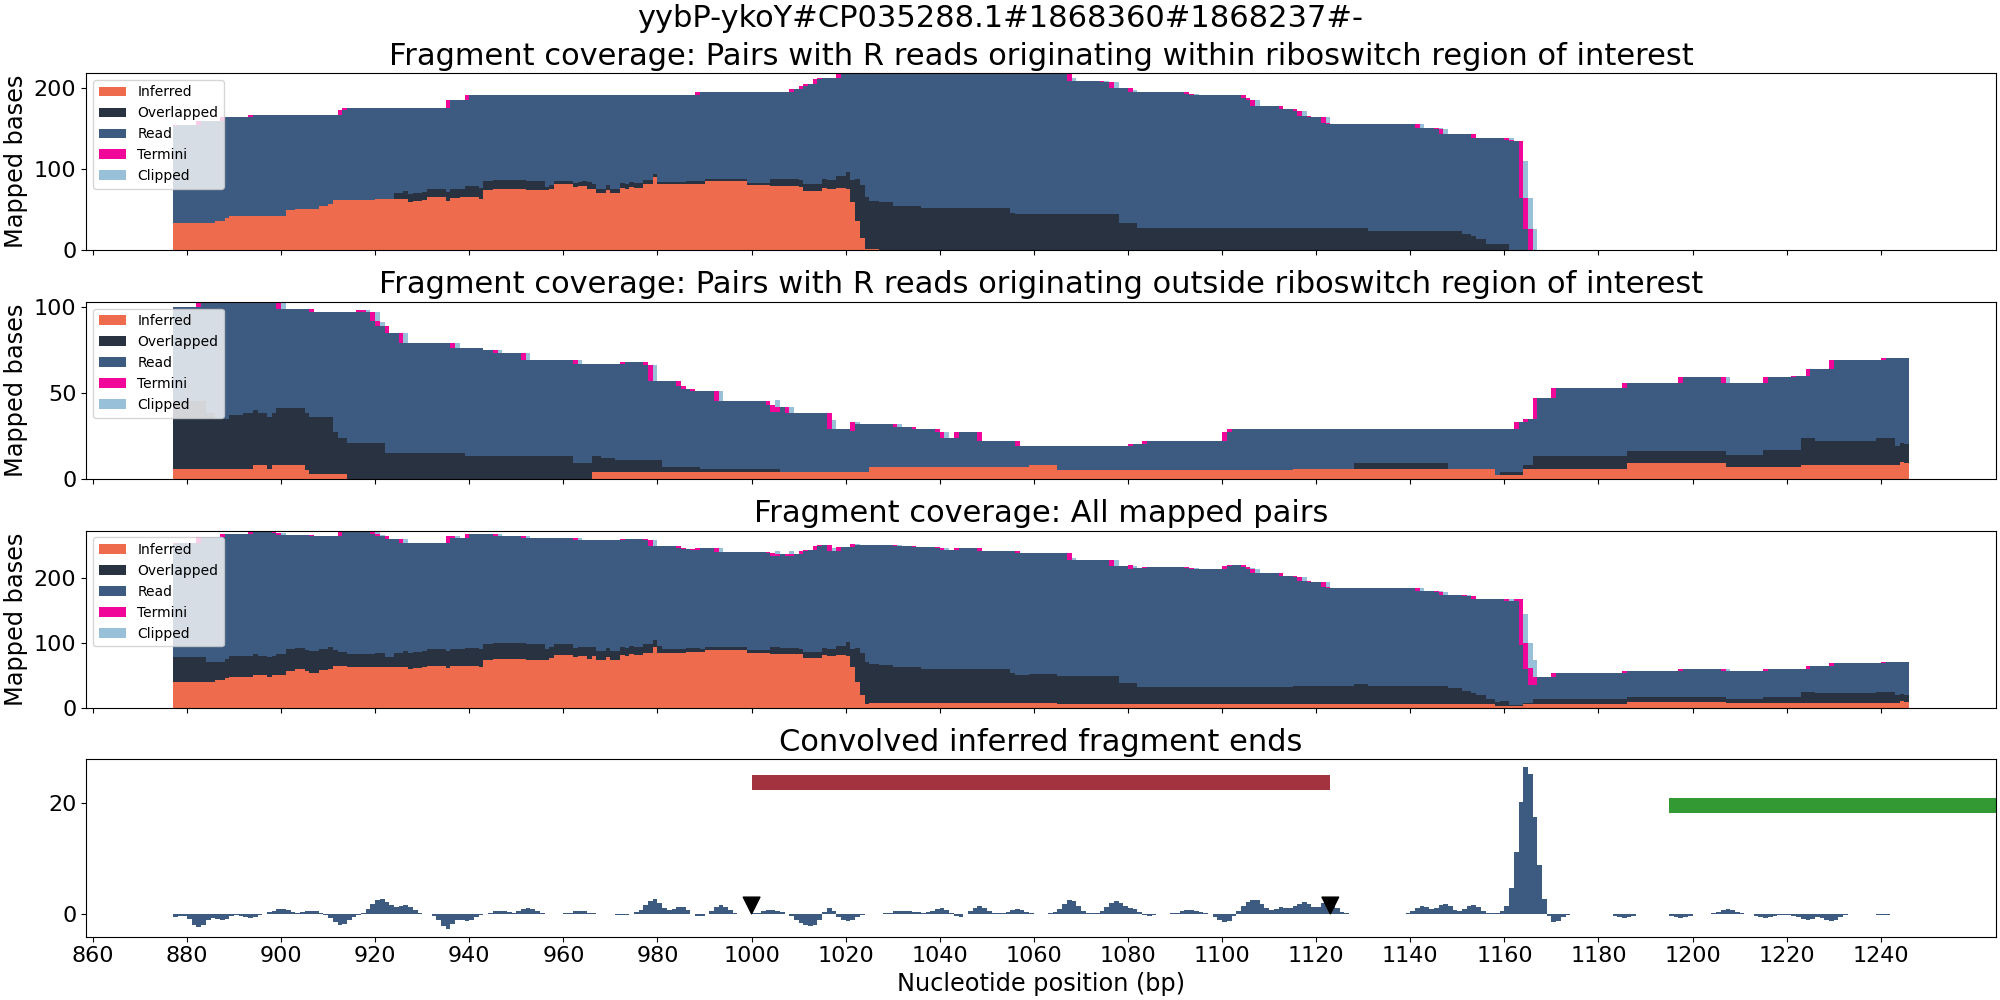 yybP-ykoY#CP035288.1#1868360#1868237#-
Fragment coverage: Pairs with R reads originating within riboswitch region of interest
Mapped bases
200
100
0
Inferred
Overlapped
Read
Termini
Clipped
Fragment coverage: Pairs with R reads originating outside riboswitch region of interest
Mapped bases
100
50
0
Inferred
Overlapped
Read
Termini
Clipped
Fragment coverage: All mapped pairs
Mapped bases
200
100
0
Inferred
Overlapped
Read
Termini
Clipped
Convolved inferred fragment ends
20
0
860 880 900 920 940 960 980 1000 1020 1040 1060 1080 1100 1120 1140 1160 1180 1200 1220 1240
Nucleotide position (bp)